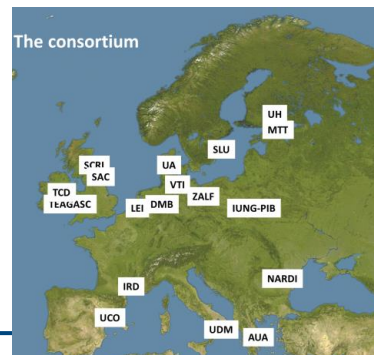 The consortium
UH
MTT
SLU
UA
SCRI
SAC
VTI
TCD
ZALF
TEAGASC
LEI
DMB
IUNG-PIB
NARDI
IRD
UCO
UDM
AUA